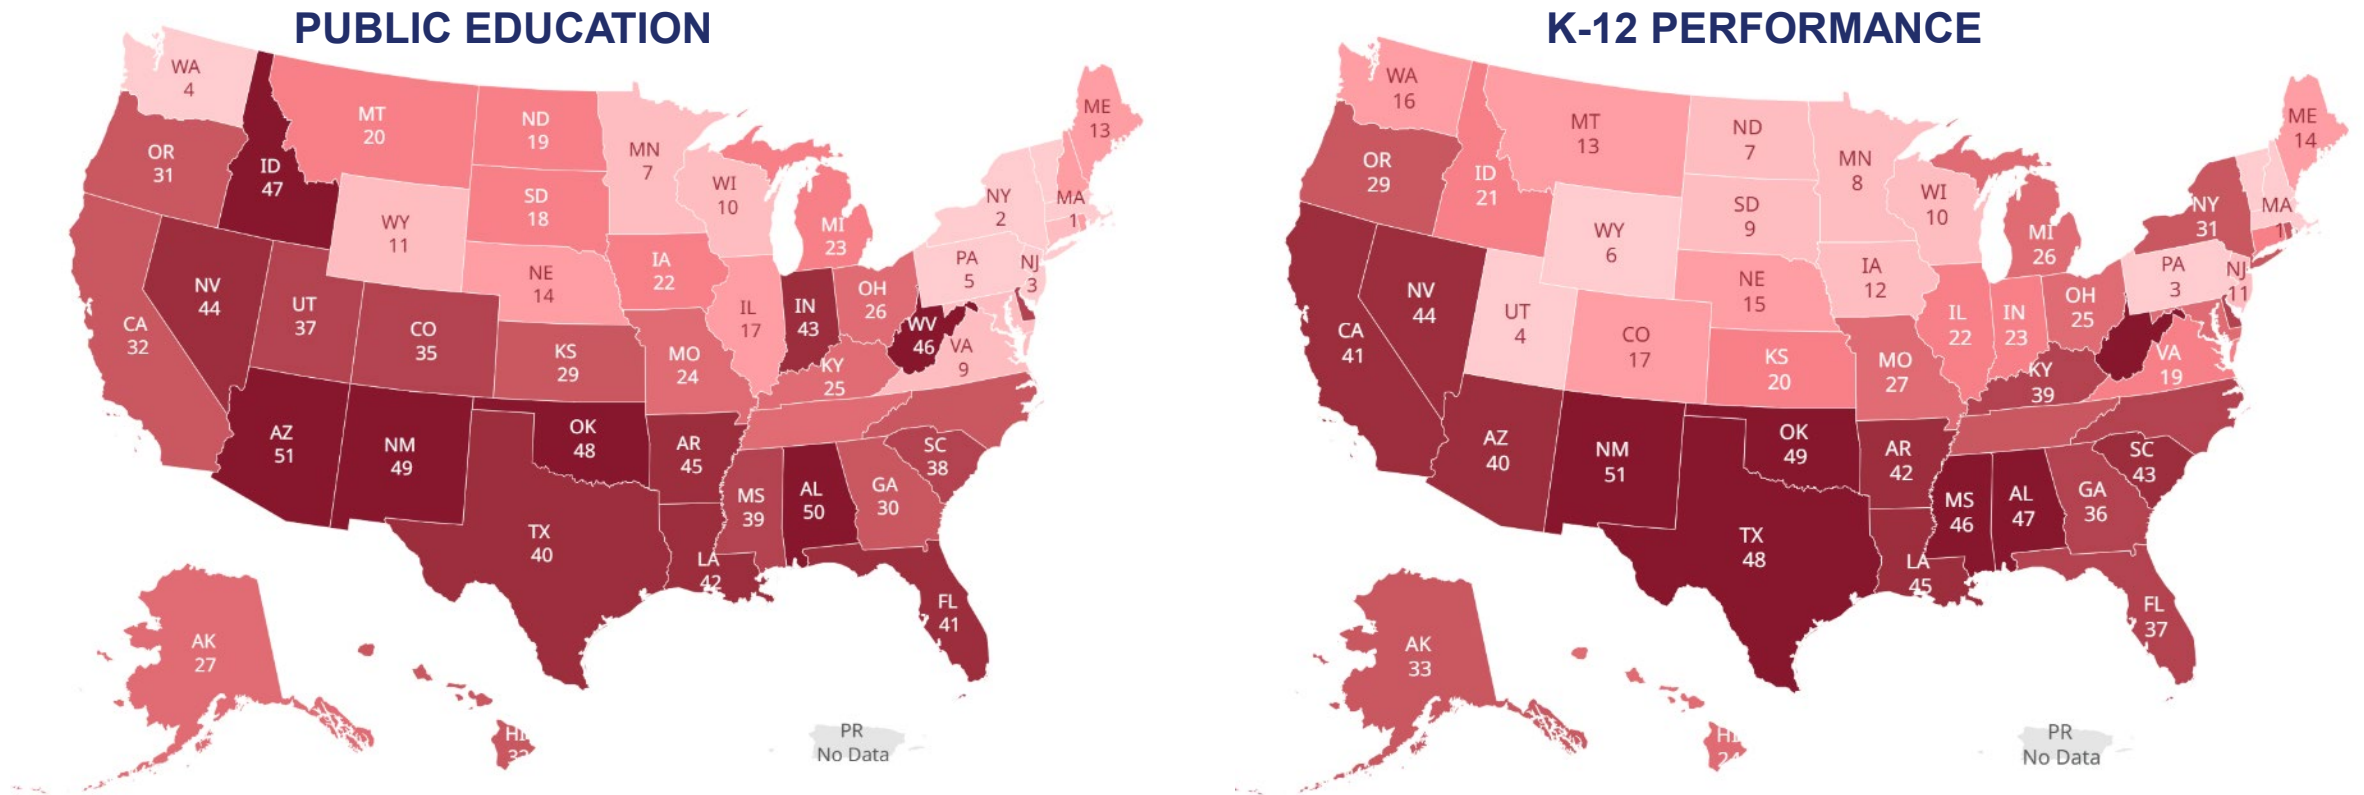 PUBLIC EDUCATION
WA
4
MT
20
ND
19
MN
7
ME
13
OR
31
ID
47
WY
11
SD
18
WI
10
MI
23
NY
2
MA
1
NV
44
UT
37
CO
35
NE
14
IA
22
IL
17
IN
43
OH
26
PA
5
NJ
3
CA
32
KS
29
MO
24
KY
25
WV
46
VA
9
AZ
51
NM
49
OK
48
AR
45
SC
38
TX
40
LA
42
MS
39
AL
50
GA
30
FL
41
AK
27
HI
PR
No Data
K-12 PERFORMANCE
WA
16
MT
13
ND
7
MN
8
ME
14
OR
29
ID
21
WY
6
SD
9
WI
10
MI
26
NY
31
MA
1
NV
44
UT
4
CO
17
NE
15
IA
12
IL
22
IN
23
OH
25
PA
3
NJ
11
CA
41
KS
20
MO
27
KY
39
VA
19
AZ
40
NM
51
OK
49
AR
42
SC
43
TX
48
LA
45
MS
46
AL
47
GA
36
FL
37
AK
33
HI
PR
No Data